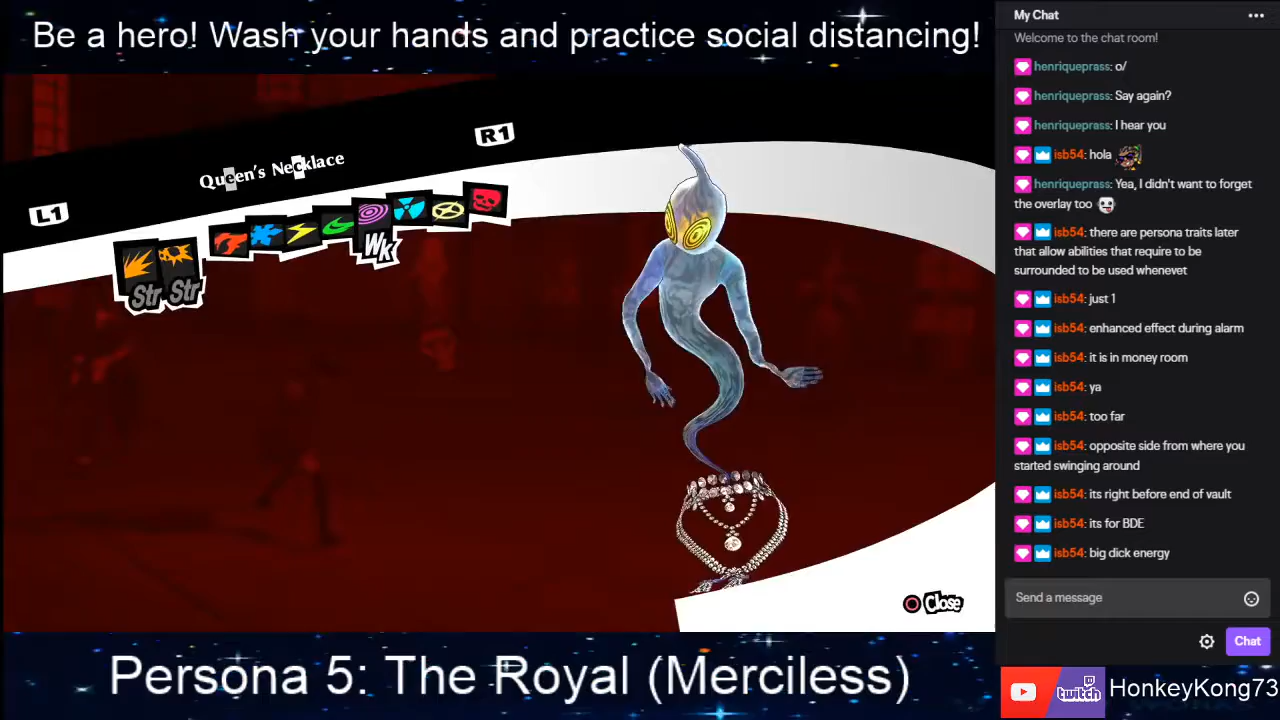 Be a hero! Wash your hands and practice social distancing!
L1
Queen's Necklace
R1
Str
Str
Wk
Close
Persona 5: The Royal (Merciless)
My Chat
Welcome to the chat room!
henriqueprass: o/
henriqueprass: Say again?
henriqueprass: I hear you
isb54: hola
henriqueprass: Yea, I didn't want to forget
the overlay too
isb54: there are persona traits later
that allow abilities that require to be
surrounded to be used whenevet
isb54: just 1
isb54: enhanced effect during alarm
isb54: it is in money room
isb54: ya
isb54: too far
isb54: opposite side from where you
started swinging around
isb54: its right before end of vault
isb54: its for BDE
isb54: big dick energy
Send a message
Chat
twitch
HonkeyKong73